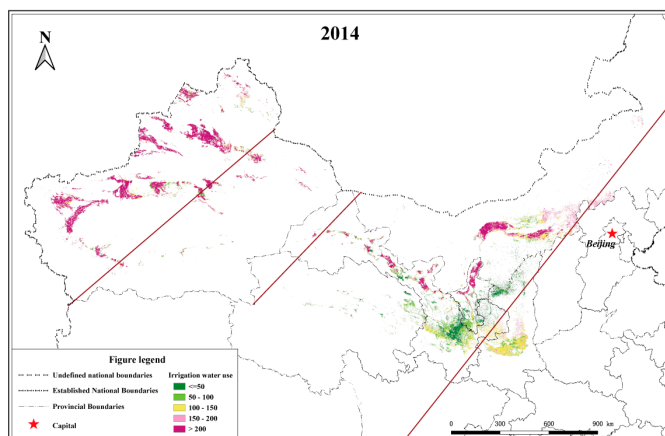 2014
N
Beijing
Figure legend
Undefined national boundaries
Established National Boundaries
Provincial Boundaries
Capital
Irrigation water use
<=50
50 - 100
100 - 150
150 - 200
> 200
0 300 600 900 km